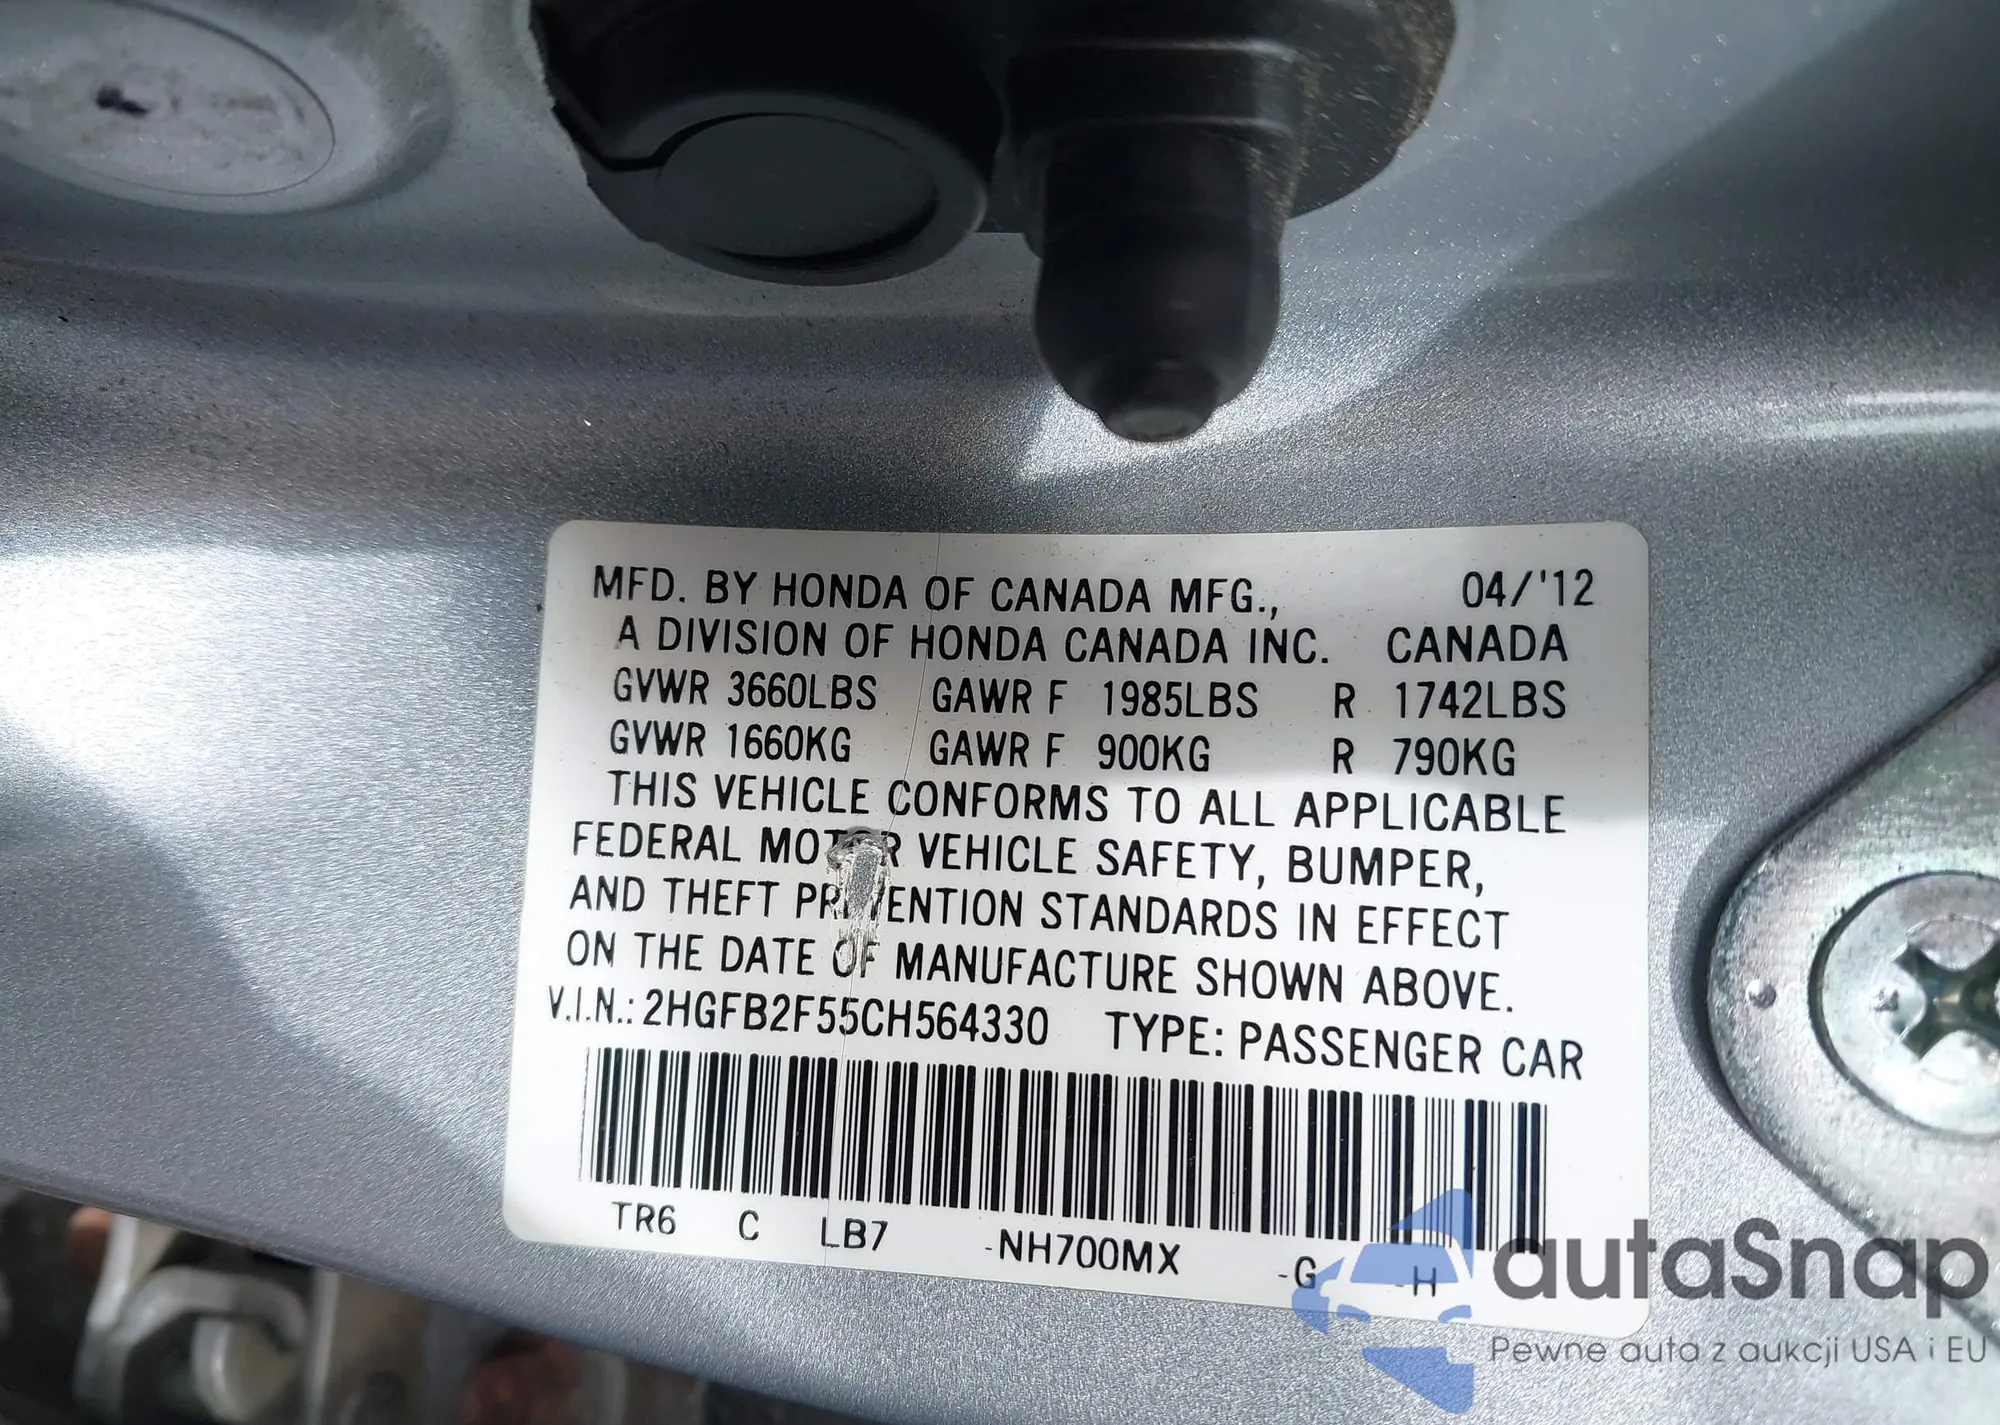 MFD. BY HONDA OF CANADA MFG., 04/'12
A DIVISION OF HONDA CANADA INC. CANADA
GVWR 3660LBS GAWR F 1985LBS R 1742LBS
GVWR 1660KG GAWR F 900KG R 790KG
THIS VEHICLE CONFORMS TO ALL APPLICABLE
FEDERAL MOTOR VEHICLE SAFETY, BUMPER,
AND THEFT PREVENTION STANDARDS IN EFFECT
ON THE DATE OF MANUFACTURE SHOWN ABOVE.
V.I.N.: 2HGFB2F55CH564330 TYPE: PASSENGER CAR
TR6 C LB7 -NH700MX -G -H
autaSnap
Pewne auta z aukcji USA i EU